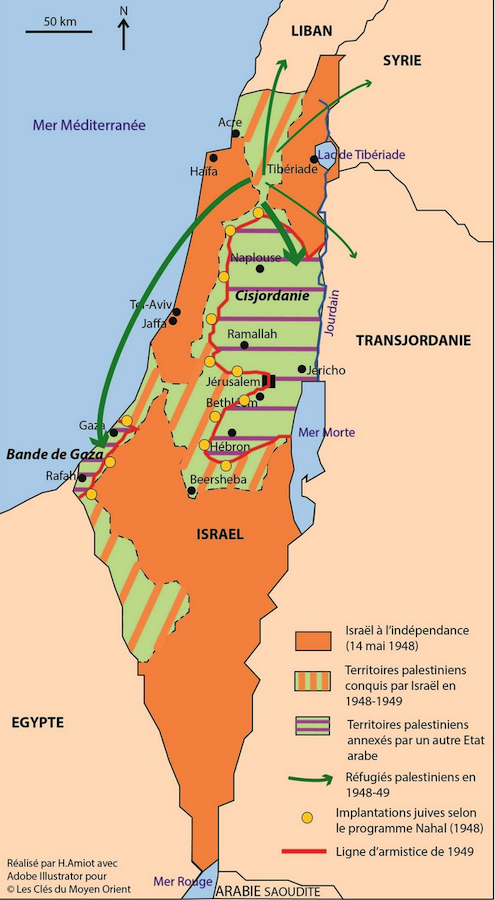 50 km
N
LIBAN
SYRIE
Mer Méditerranée
Acre
Lac de Tibériade
Haïfa
Tibériade
Naplouse
Cisjordanie
Jourdain
Tel-Aviv
Jaffa
Ramallah
TRANSJORDANIE
Jéricho
Jérusalem
Bethléem
Gaza
Mer Morte
Hébron
Bande de Gaza
Rafah
Beersheba
ISRAEL
Israël à l'indépendance
(14 mai 1948)
Territoires palestiniens
conquis par Israël en
1948-1949
Territoires palestiniens
annexés par un autre Etat
arabe
EGYPTE
Réfugiés palestiniens en
1948-49
Implantations juives selon
le programme Nahal (1948)
Ligne d'armistice de 1949
Réalisé par H.Amiot avec
Adobe Illustrator pour
© Les Clés du Moyen Orient
Mer Rouge
ARABIE SAOUDITE